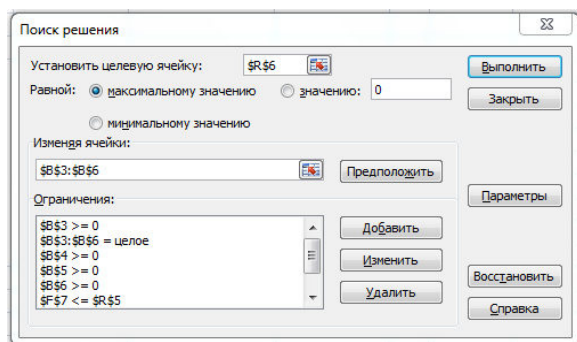 Поиск решения
Установить целевую ячейку: $R$6 Выполнить
Равной: максимальному значению значению: 0 Закрыть
минимальному значению
Изменяя ячейки:
$B$3:$B$6 Предположить
Ограничения: Параметры
$B$3 >= 0 Добавить
$B$3:$B$6 = целое
$B$4 >= 0 Изменить
$B$5 >= 0 Восстановить
$B$6 >= 0 Удалить
$F$7 <= $R$5 Справка